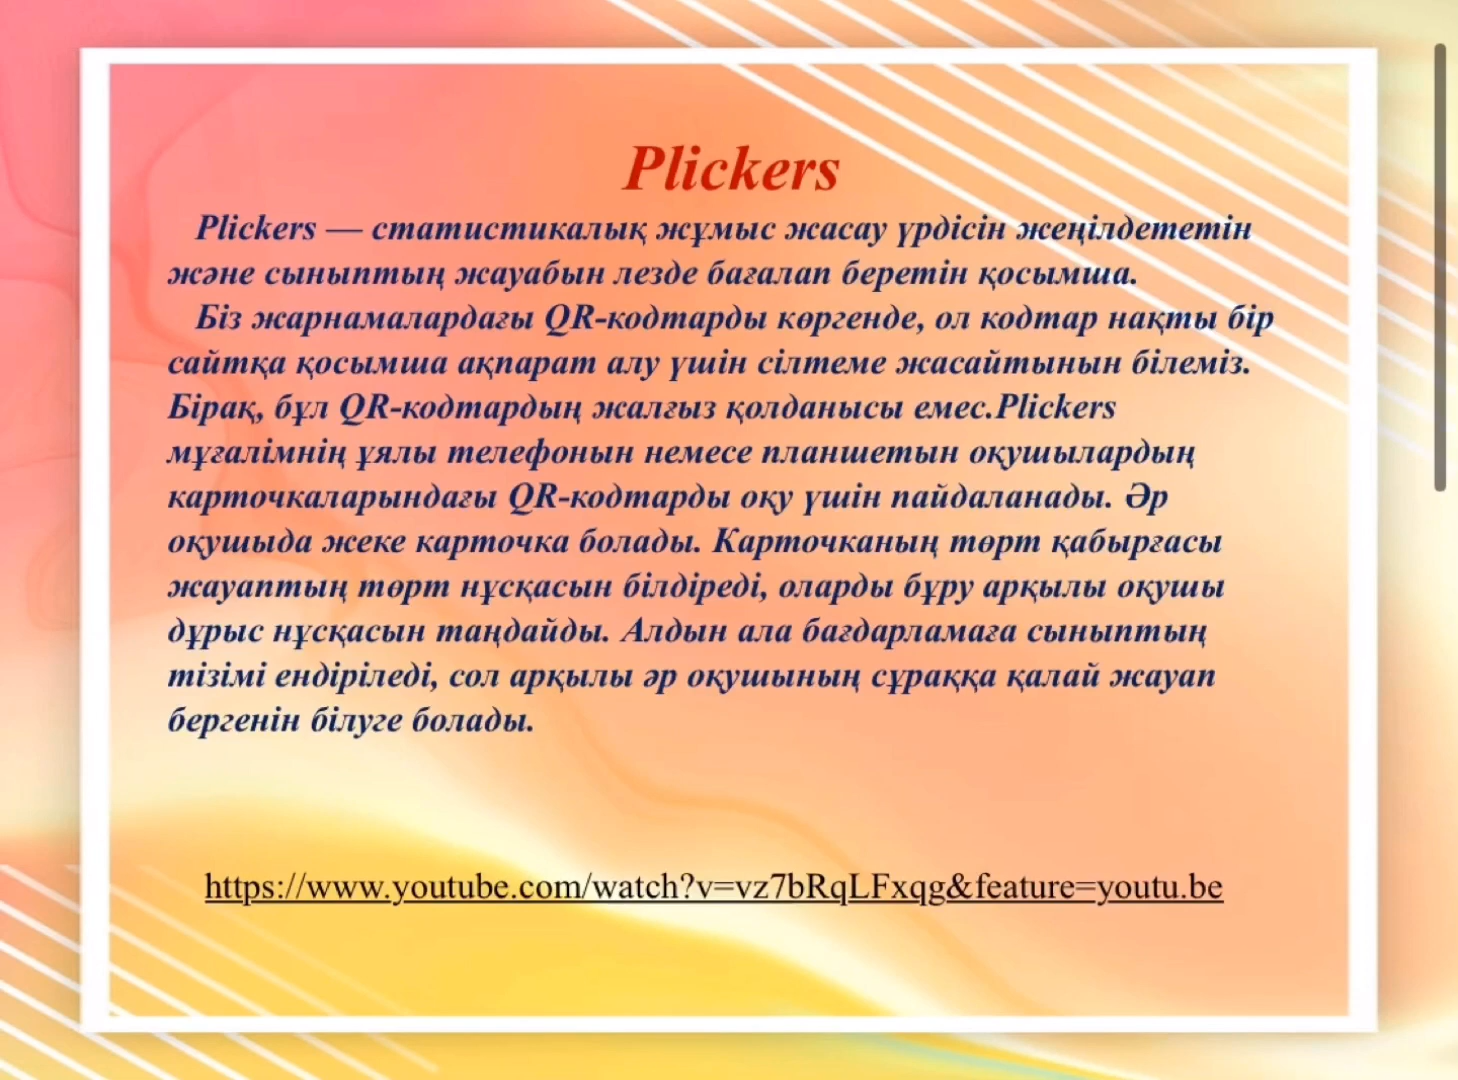 Plickers
Plickers — статистикалық жұмыс жасау үрдісін жеңілдететін
және сыныптың жауабын лезде бағалап беретін қосымша.
Біз жарнамалардағы QR-кодтарды көргенде, ол кодтар нақты бір
сайтқа қосымша ақпарат алу үшін сілтеме жасайтынын білеміз.
Бірақ, бұл QR-кодтардың жалғыз қолданысы емес.Plickers
мұғалімнің ұялы телефонын немесе планшетын оқушылардың
карточкаларындағы QR-кодтарды оқу үшін пайдаланады. Әр
оқушыда жеке карточка болады. Карточканың төрт қабырғасы
жауаптың төрт нұсқасын білдіреді, оларды бұру арқылы оқушы
дұрыс нұсқасын таңдайды. Алдын ала бағдарламаға сыныптың
тізімі ендіріледі, сол арқылы әр оқушының сұраққа қалай жауап
бергенін білуге болады.
https://www.youtube.com/watch?v=vz7bRqLFxqg&feature=youtu.be